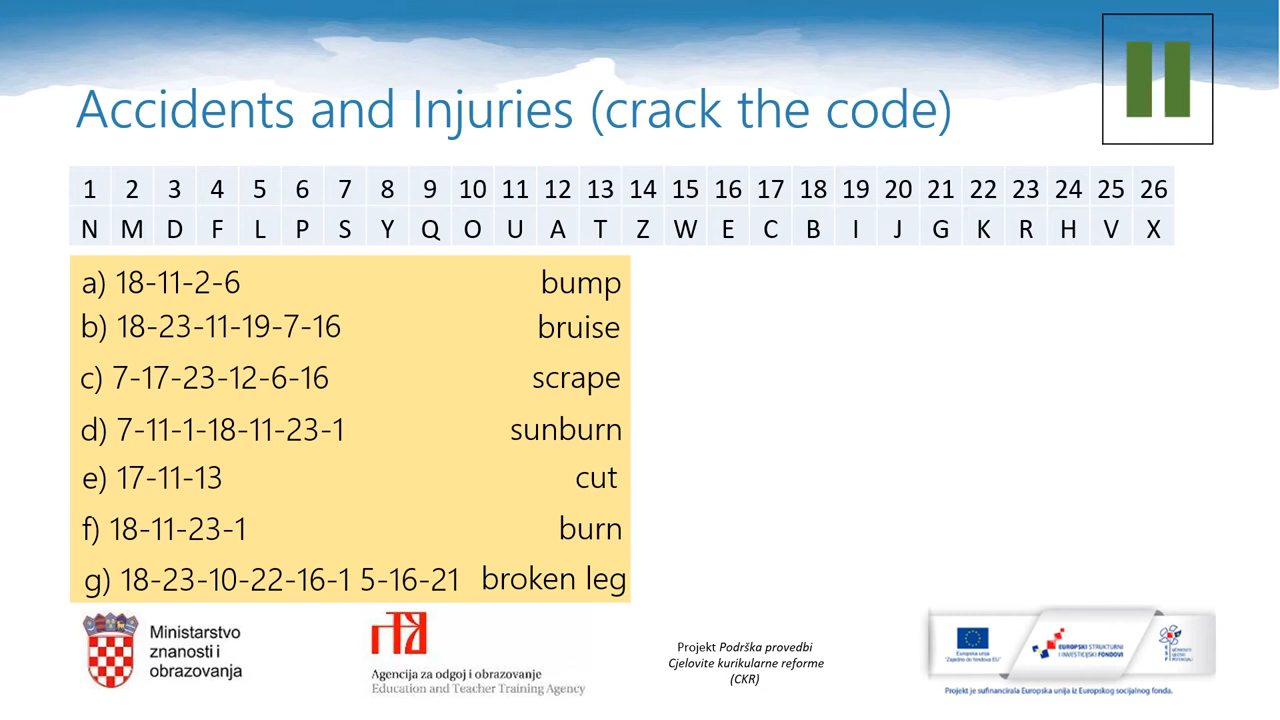 Accidents and Injuries (crack the code)
1 2 3 4 5 6 7 8 9 10 11 12 13 14 15 16 17 18 19 20 21 22 23 24 25 26
N M D F L P S Y Q O U A T Z W E C B I J G K R H V X
a) 18-11-2-6 bump
b) 18-23-11-19-7-16 bruise
c) 7-17-23-12-6-16 scrape
d) 7-11-1-18-11-23-1 sunburn
e) 17-11-13 cut
f) 18-11-23-1 burn
g) 18-23-10-22-16-1 5-16-21 broken leg
Ministarstvo
znanosti i
obrazovanja
Agencija za odgoj i obrazovanje
Education and Teacher Training Agency
Projekt Podrška provedbi
Cjelovite kurikularne reforme
(CKR)
Europska unija
"Zajedno do fondova EU"
EUROPSKI STRUKTURNI
I INVESTICIJSKI FONDOVI
Projekt je sufinancirala Europska unija iz Europskog socijalnog fonda.